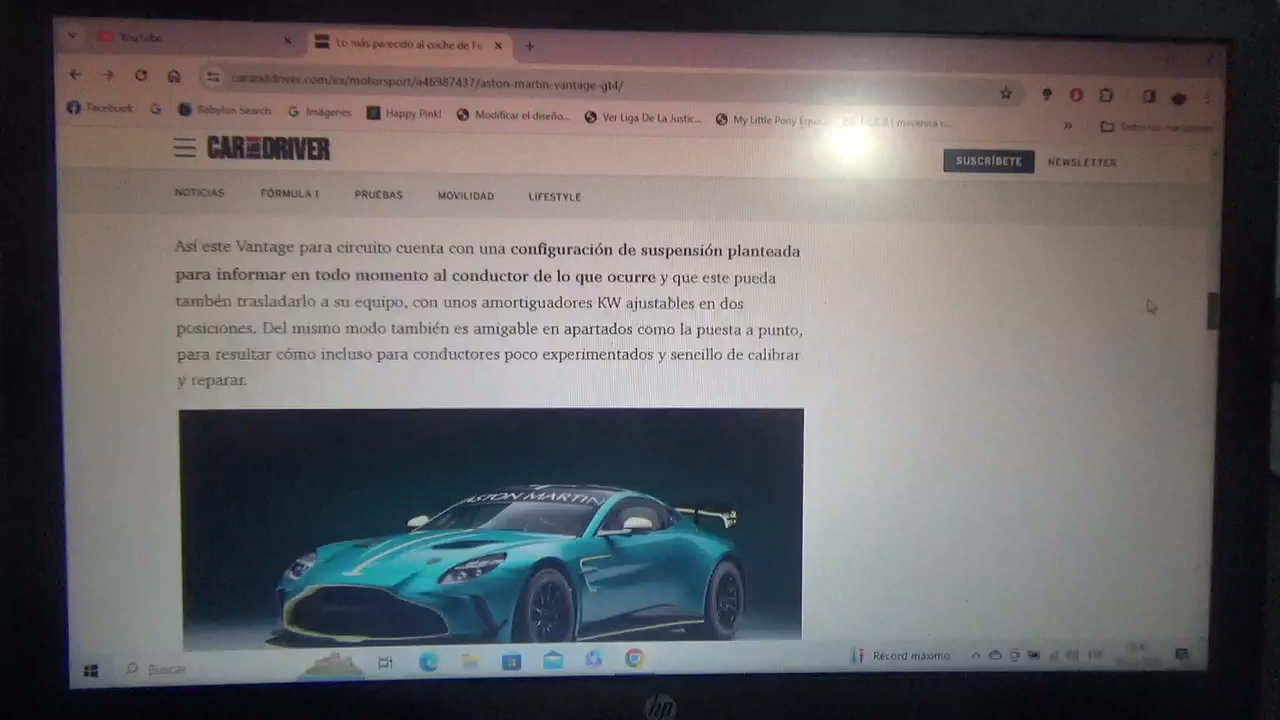 YouTube
Lo más parecido al coche de Fe
caranddriver.com/es/motorsport/a46987437/aston-martin-vantage-gt4/
Facebook
Babylon Search
Imágenes
Happy Pink!
Modificar el diseño...
Ver Liga De La Justic...
My Little Pony
»
CAR AND DRIVER
SUSCRÍBETE
NEWSLETTER
NOTICIAS
FÓRMULA 1
PRUEBAS
MOVILIDAD
LIFESTYLE
Así este Vantage para circuito cuenta con una configuración de suspensión planteada
para informar en todo momento al conductor de lo que ocurre y que este pueda
tambén trasladarlo a su equipo, con unos amortiguadores KW ajustables en dos
posiciones. Del mismo modo también es amigable en apartados como la puesta a punto,
para resultar cómo incluso para conductores poco experimentados y sencillo de calibrar
y reparar.
ASTON MARTIN
Buscar
Récord máximo
hp